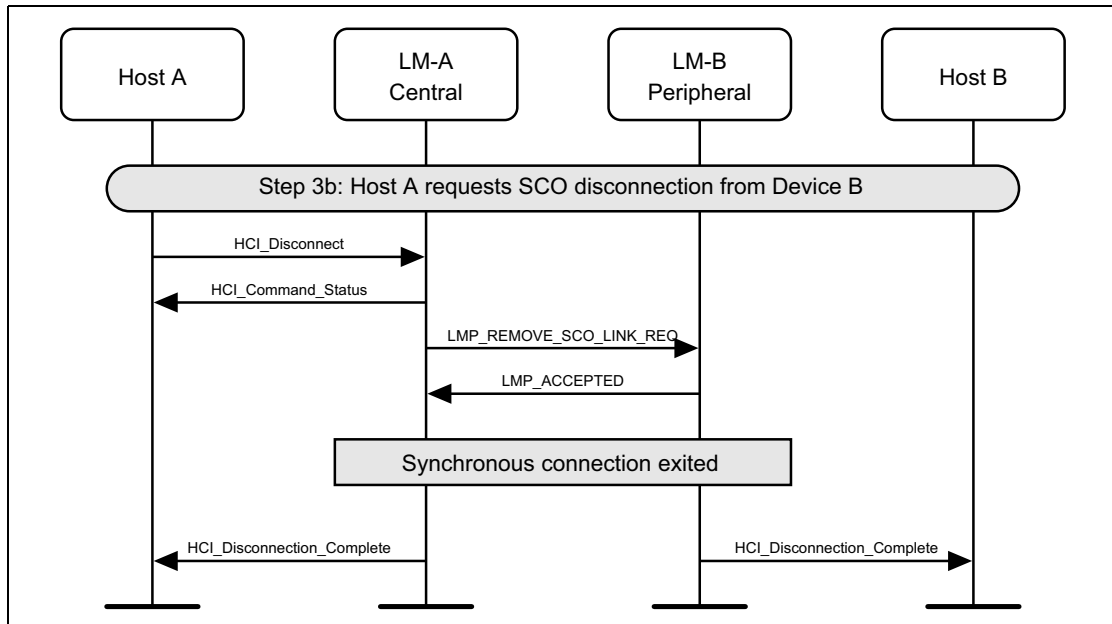 Host A
LM-A
Central
LM-B
Peripheral
Host B
Step 3b: Host A requests SCO disconnection from Device B
HCI_Disconnect
HCI_Command_Status
LMP_REMOVE_SCO_LINK_REQ
LMP_ACCEPTED
Synchronous connection exited
HCI_Disconnection_Complete
HCI_Disconnection_Complete